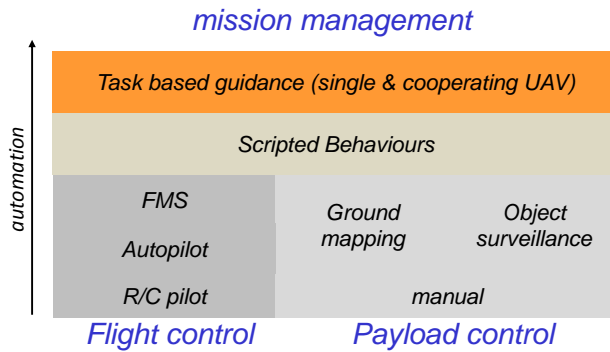 mission management
Task based guidance (single & cooperating UAV)
Scripted Behaviours
automation
FMS
Autopilot
R/C pilot
Ground
mapping
Object
surveillance
manual
Flight control
Payload control